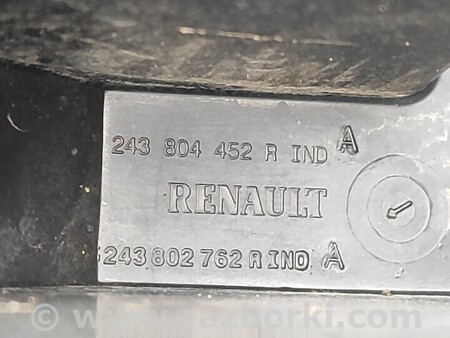 243 804 452 R IND A
RENAULT
243 802 762 R IND A